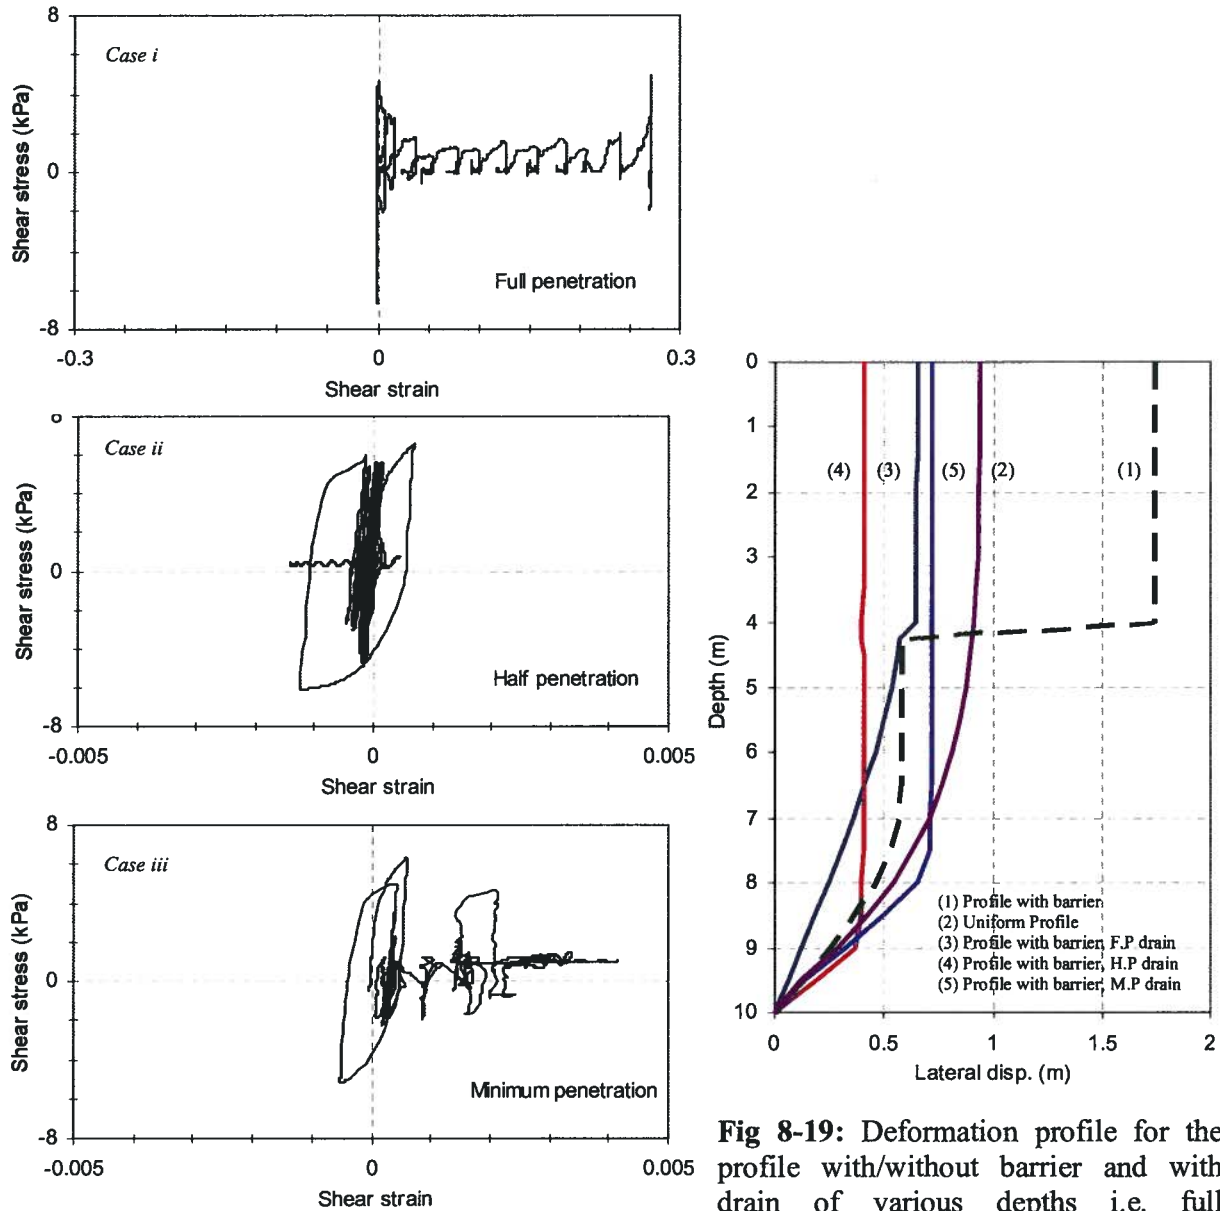 8
Case i
Shear stress (kPa)
0
Full penetration
-8
-0.3
0
0.3
Shear strain
8
Case ii
Shear stress (kPa)
0
Half penetration
-8
-0.005
0
0.005
Shear strain
8
Case iii
Shear stress (kPa)
0
Minimum penetration
-8
-0.005
0
0.005
Shear strain
0
1
2
3
4
5
6
7
8
9
10
Depth (m)
(4) (3) (5) (2) (1)
(1) Profile with barrier
(2) Uniform Profile
(3) Profile with barrier, F.P drain
(4) Profile with barrier, H.P drain
(5) Profile with barrier, M.P drain
0
0.5
1
1.5
2
Lateral disp. (m)
Fig 8-19: Deformation profile for the
profile with/without barrier and with
drain of various depths i.e. full